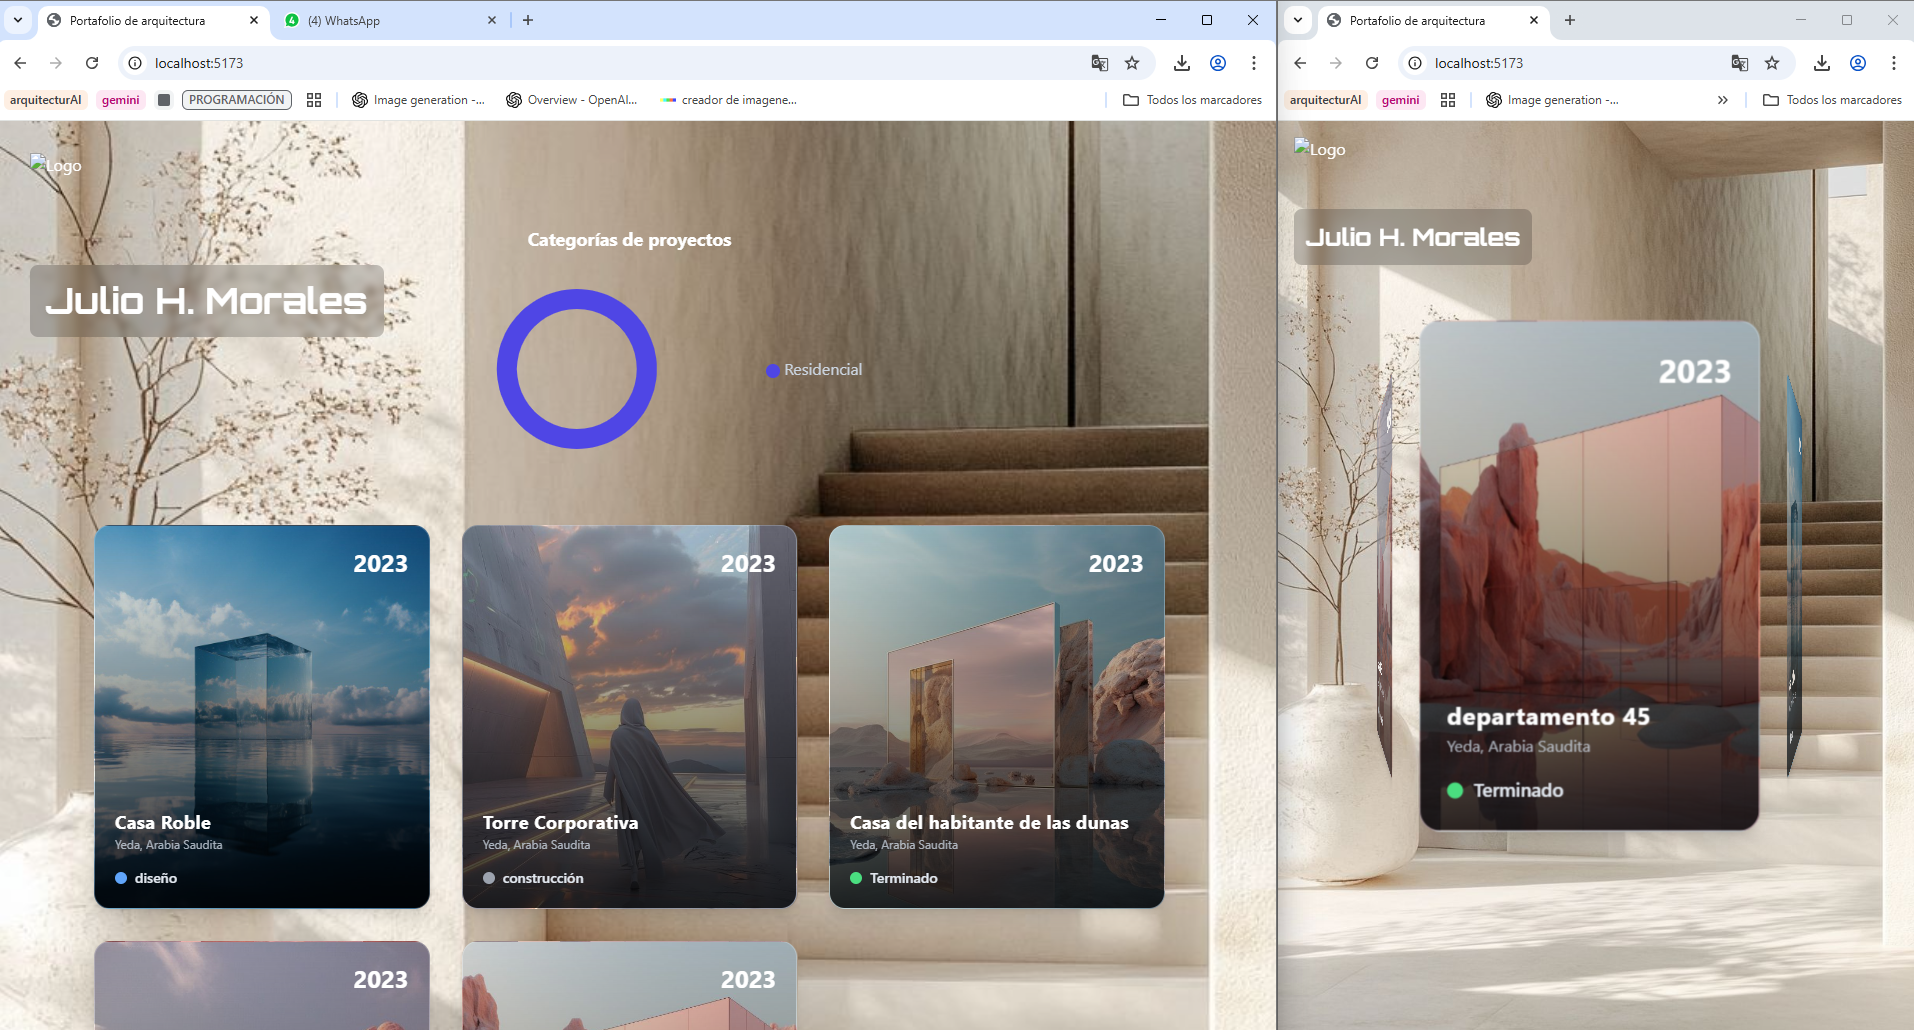 Portafolio de arquitectura
(4) WhatsApp
localhost:5173
arquitecturAI
gemini
PROGRAMACIÓN
Image generation -...
Overview - OpenAI...
creador de imagene...
Todos los marcadores
Logo
Categorías de proyectos
Julio H. Morales
Residencial
2023
Casa Roble
Yeda, Arabia Saudita
diseño
2023
Torre Corporativa
Yeda, Arabia Saudita
construcción
2023
Casa del habitante de las dunas
Yeda, Arabia Saudita
Terminado
2023
2023
Portafolio de arquitectura
localhost:5173
arquitecturAI
gemini
Image generation -...
»
Todos los marcadores
Logo
Julio H. Morales
2023
departamento 45
Yeda, Arabia Saudita
Terminado